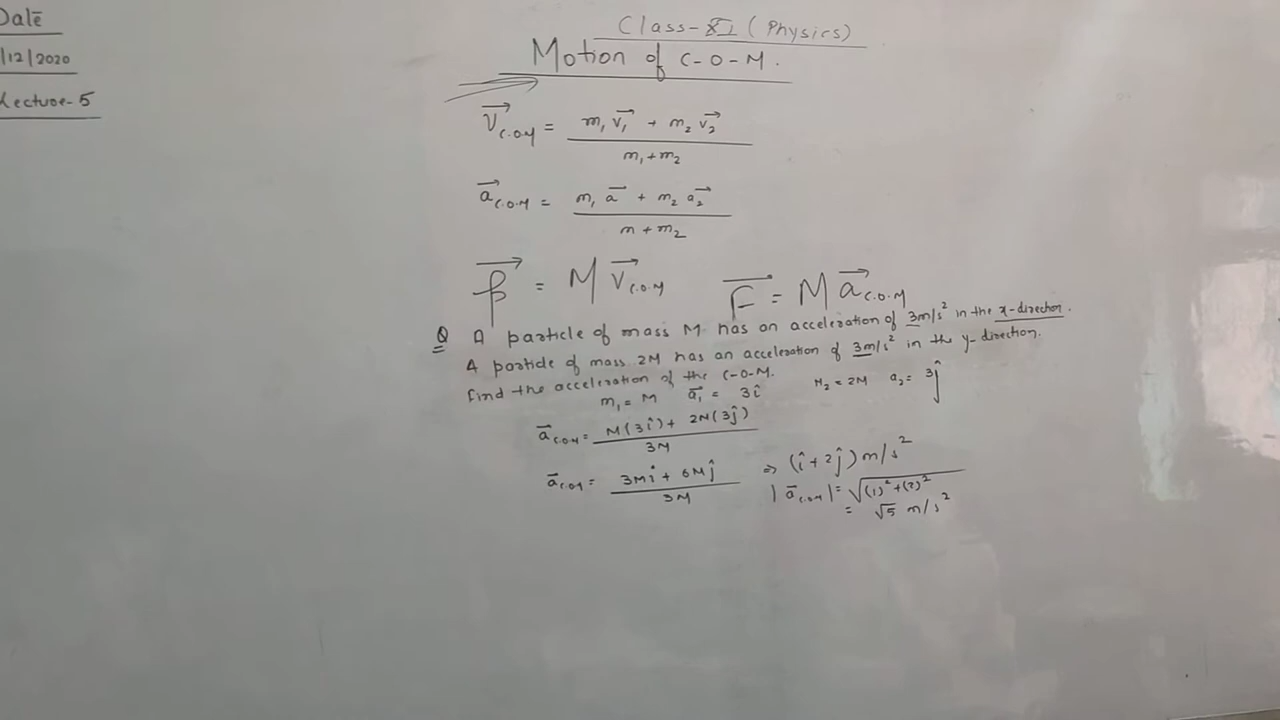 Date
/12/2020
Lecture-5
Class-XI (Physics)
Motion of C-O-M.
V⃗c.o.M = (m₁v⃗₁ + m₂v⃗₂) / (m₁+m₂)
a⃗c.o.M = (m₁a⃗ + m₂a⃗₂) / (m+m₂)
p⃗ = M V⃗c.o.M    F⃗ = M a⃗c.o.M
Q A particle of mass M has an acceleration of 3m/s² in the x-direction.
A particle of mass 2M has an acceleration of 3m/s² in the y-direction.
Find the acceleration of the C-O-M.
m₁ = M    a⃗₁ = 3î    M₂ = 2M    a₂ = 3ĵ
a⃗c.o.M = (M(3î) + 2M(3ĵ)) / 3M
a⃗c.o.M = (3Mî + 6Mĵ) / 3M ⇒ (î+2ĵ) m/s²
|a⃗c.o.M| = √((1)²+(2)²)
= √5 m/s²